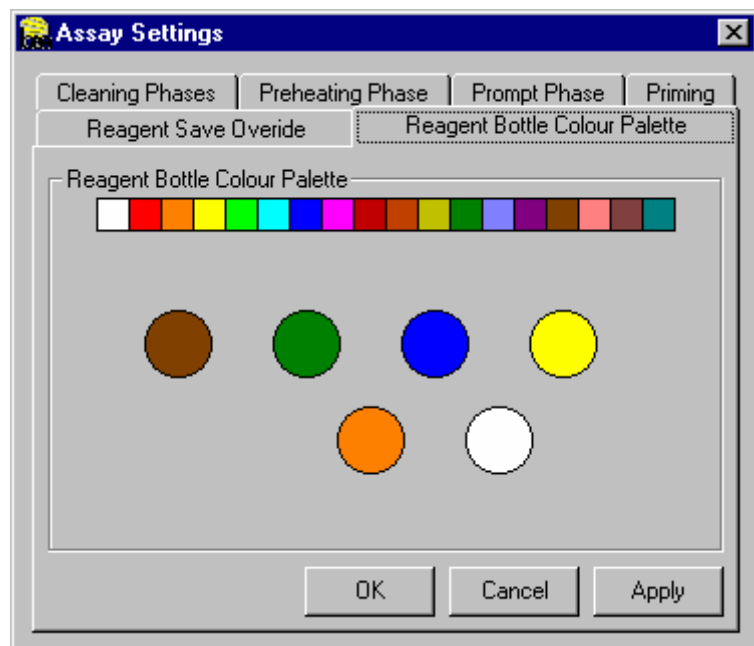 Assay Settings
Cleaning Phases Preheating Phase Prompt Phase Priming
Reagent Save Overide Reagent Bottle Colour Palette
Reagent Bottle Colour Palette
OK Cancel Apply